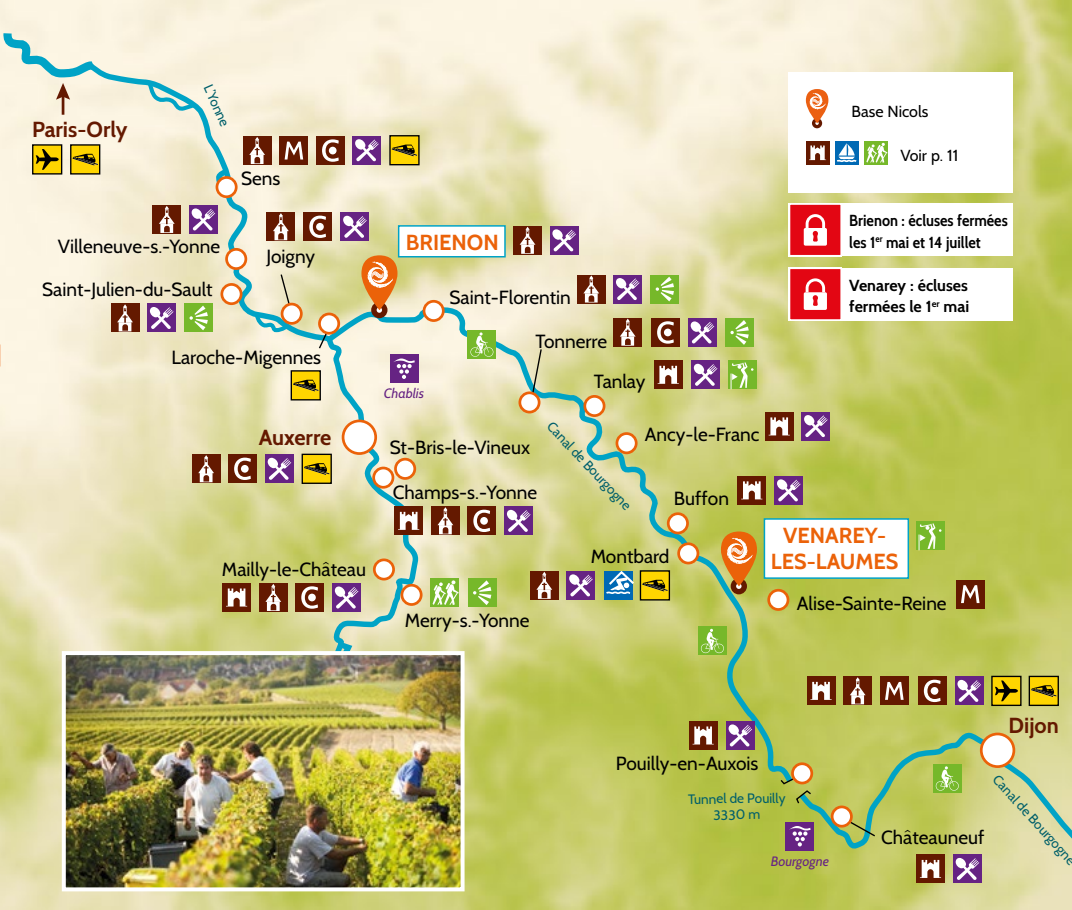 L'Yonne
Paris-Orly
M C
Sens
Villeneuve-s.-Yonne
C
Joigny
BRIENON
Saint-Julien-du-Sault
Saint-Florentin
Laroche-Migennes
Chablis
C
Tonnerre
Tanlay
Auxerre
C
St-Bris-le-Vineux
Champs-s.-Yonne
C
Canal de Bourgogne
Ancy-le-Franc
Buffon
Montbard
VENAREY-
LES-LAUMES
Mailly-le-Château
C
Merry-s.-Yonne
Alise-Sainte-Reine
M
M C
Dijon
Pouilly-en-Auxois
Tunnel de Pouilly
3330 m
Bourgogne
Châteauneuf
Canal de Bourgogne
Base Nicols
Voir p. 11
Brienon : écluses fermées
les 1er mai et 14 juillet
Venarey : écluses
fermées le 1er mai